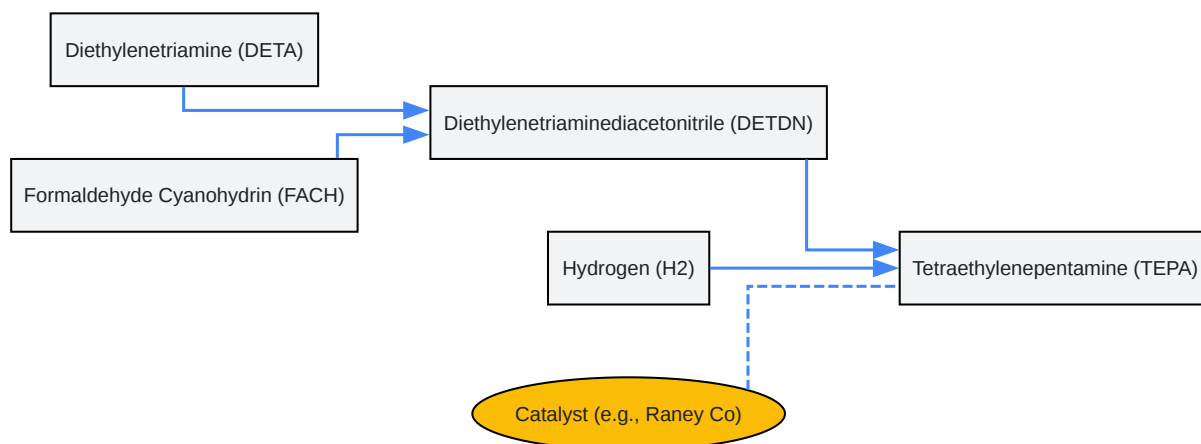 Diethylenetriamine (DETA)
Diethylenetriaminediacetonitrile (DETDN)
Formaldehyde Cyanohydrin (FACH)
Hydrogen (H2)
Tetraethylenepentamine (TEPA)
Catalyst (e.g., Raney Co)